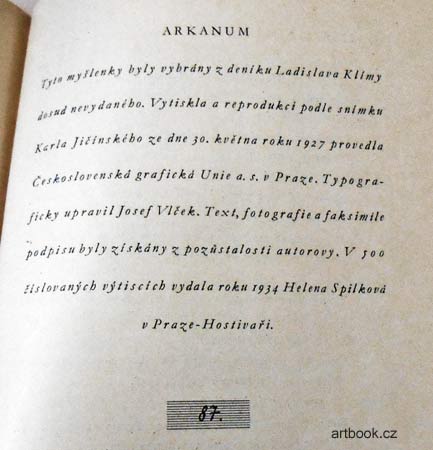 ARKANUM
Tyto myšlenky byly vybrány z deníku Ladislava Klímy
dosud nevydaného. Vytiskla a reprodukci podle snímku
Karla Jičínského ze dne 30. května roku 1927 provedla
Československá grafická Unie a. s. v Praze. Typogra-
ficky upravil Josef Vlček. Text, fotografie a faksimile
podpisu byly získány z pozůstalosti autorovy. V 500
číslovaných výtiscích vydala roku 1934 Helena Spilková
v Praze-Hostivaři.
87.
artbook.cz